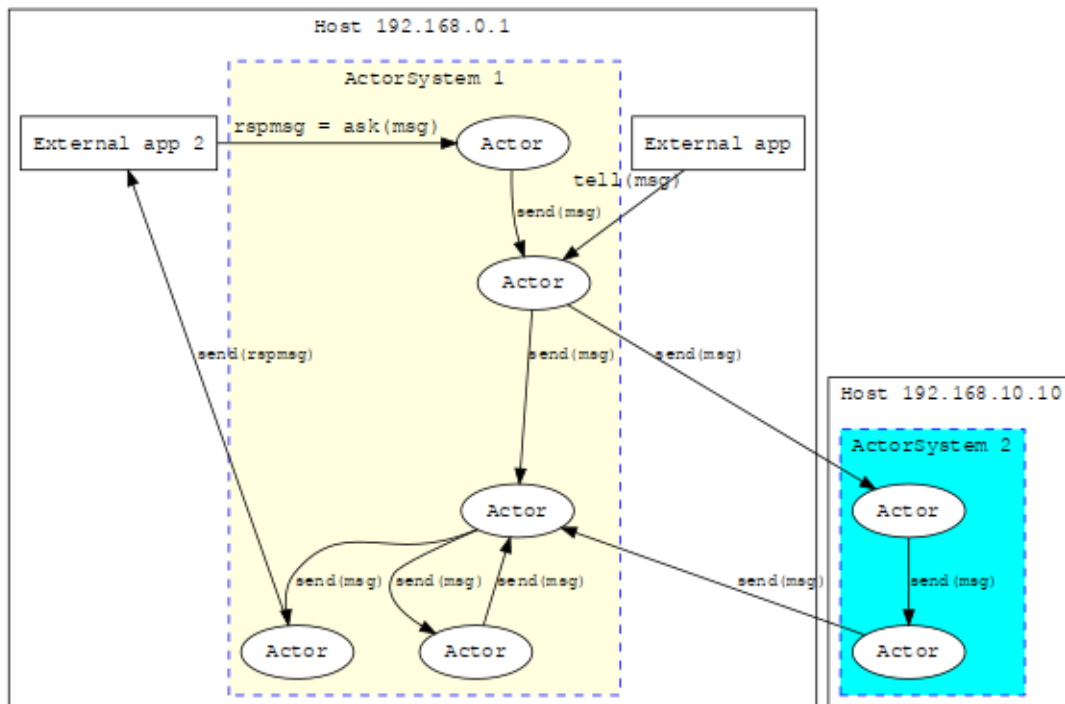 Host 192.168.0.1
ActorSystem 1
External app 2
rspmsg = ask(msg)
Actor
External app
tell(msg)
send(msg)
Actor
send(rspmsg)
send(msg)
send(msg)
Host 192.168.10.10
ActorSystem 2
Actor
Actor
send(msg)
send(msg)
send(msg)
send(msg)
send(msg)
Actor
Actor
Actor